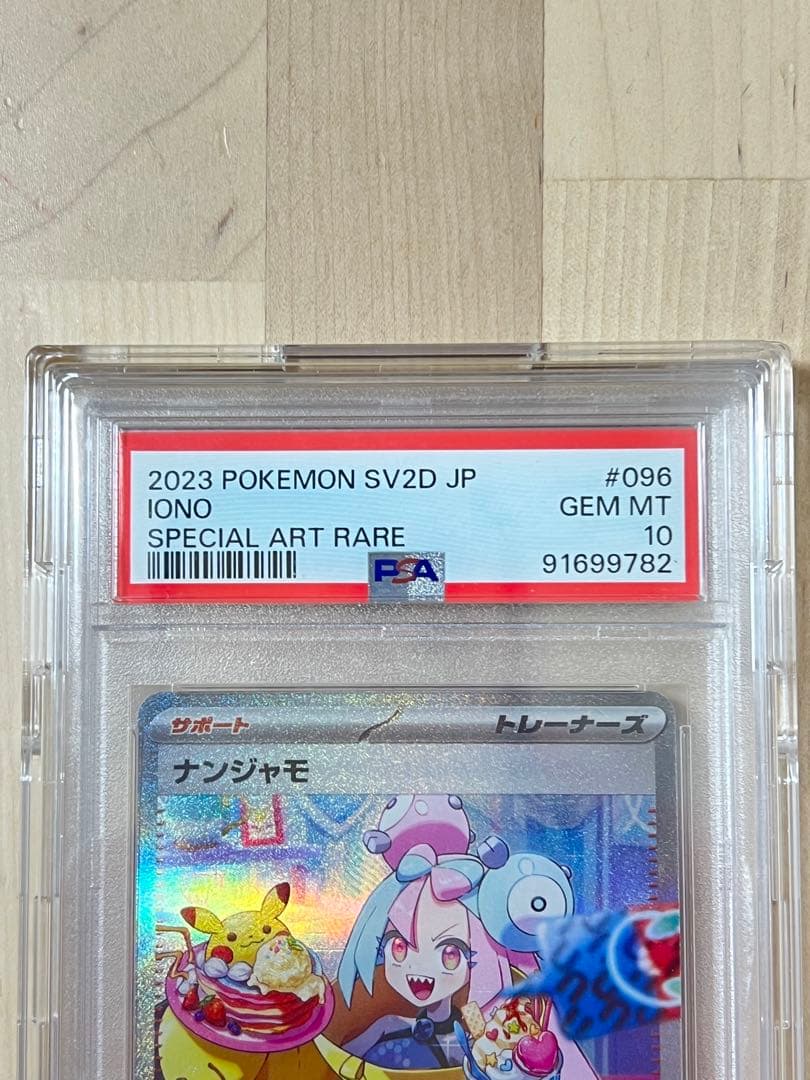 2023 POKEMON SV2D JP #096
IONO GEM MT
SPECIAL ART RARE 10
PSA 91699782
サポート トレーナーズ
ナンジャモ